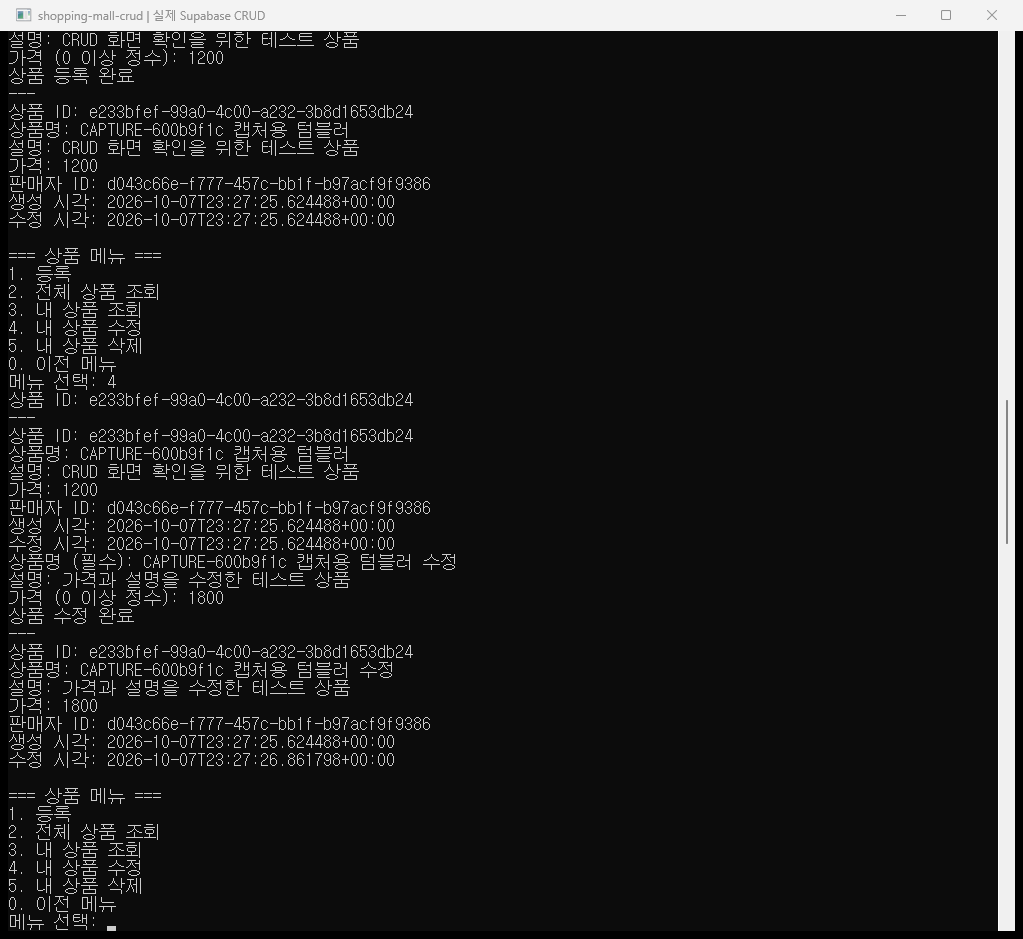 shopping-mall-crud | 실제 Supabase CRUD
설명: CRUD 화면 확인을 위한 테스트 상품
가격 (0 이상 정수): 1200
상품 등록 완료
---
상품 ID: e233bfef-99a0-4c00-a232-3b8d1653db24
상품명: CAPTURE-600b9f1c 캡처용 텀블러
설명: CRUD 화면 확인을 위한 테스트 상품
가격: 1200
판매자 ID: d043c66e-f777-457c-bb1f-b97acf9f9386
생성 시각: 2026-10-07T23:27:25.624488+00:00
수정 시각: 2026-10-07T23:27:25.624488+00:00
=== 상품 메뉴 ===
1. 등록
2. 전체 상품 조회
3. 내 상품 조회
4. 내 상품 수정
5. 내 상품 삭제
0. 이전 메뉴
메뉴 선택: 4
상품 ID: e233bfef-99a0-4c00-a232-3b8d1653db24
---
상품 ID: e233bfef-99a0-4c00-a232-3b8d1653db24
상품명: CAPTURE-600b9f1c 캡처용 텀블러
설명: CRUD 화면 확인을 위한 테스트 상품
가격: 1200
판매자 ID: d043c66e-f777-457c-bb1f-b97acf9f9386
생성 시각: 2026-10-07T23:27:25.624488+00:00
수정 시각: 2026-10-07T23:27:25.624488+00:00
상품명 (필수): CAPTURE-600b9f1c 캡처용 텀블러 수정
설명: 가격과 설명을 수정한 테스트 상품
가격 (0 이상 정수): 1800
상품 수정 완료
---
상품 ID: e233bfef-99a0-4c00-a232-3b8d1653db24
상품명: CAPTURE-600b9f1c 캡처용 텀블러 수정
설명: 가격과 설명을 수정한 테스트 상품
가격: 1800
판매자 ID: d043c66e-f777-457c-bb1f-b97acf9f9386
생성 시각: 2026-10-07T23:27:25.624488+00:00
수정 시각: 2026-10-07T23:27:26.861798+00:00
=== 상품 메뉴 ===
1. 등록
2. 전체 상품 조회
3. 내 상품 조회
4. 내 상품 수정
5. 내 상품 삭제
0. 이전 메뉴
메뉴 선택: